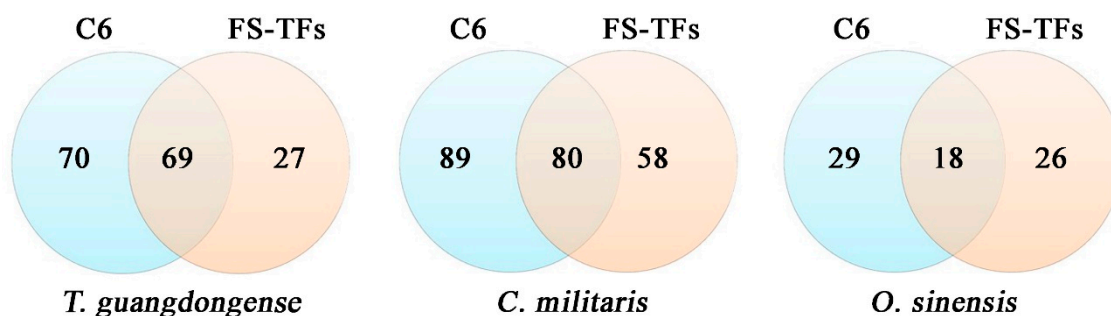 C6 FS-TFs C6 FS-TFs C6 FS-TFs
70 69 27 89 80 58 29 18 26
T. guangdongense C. militaris O. sinensis